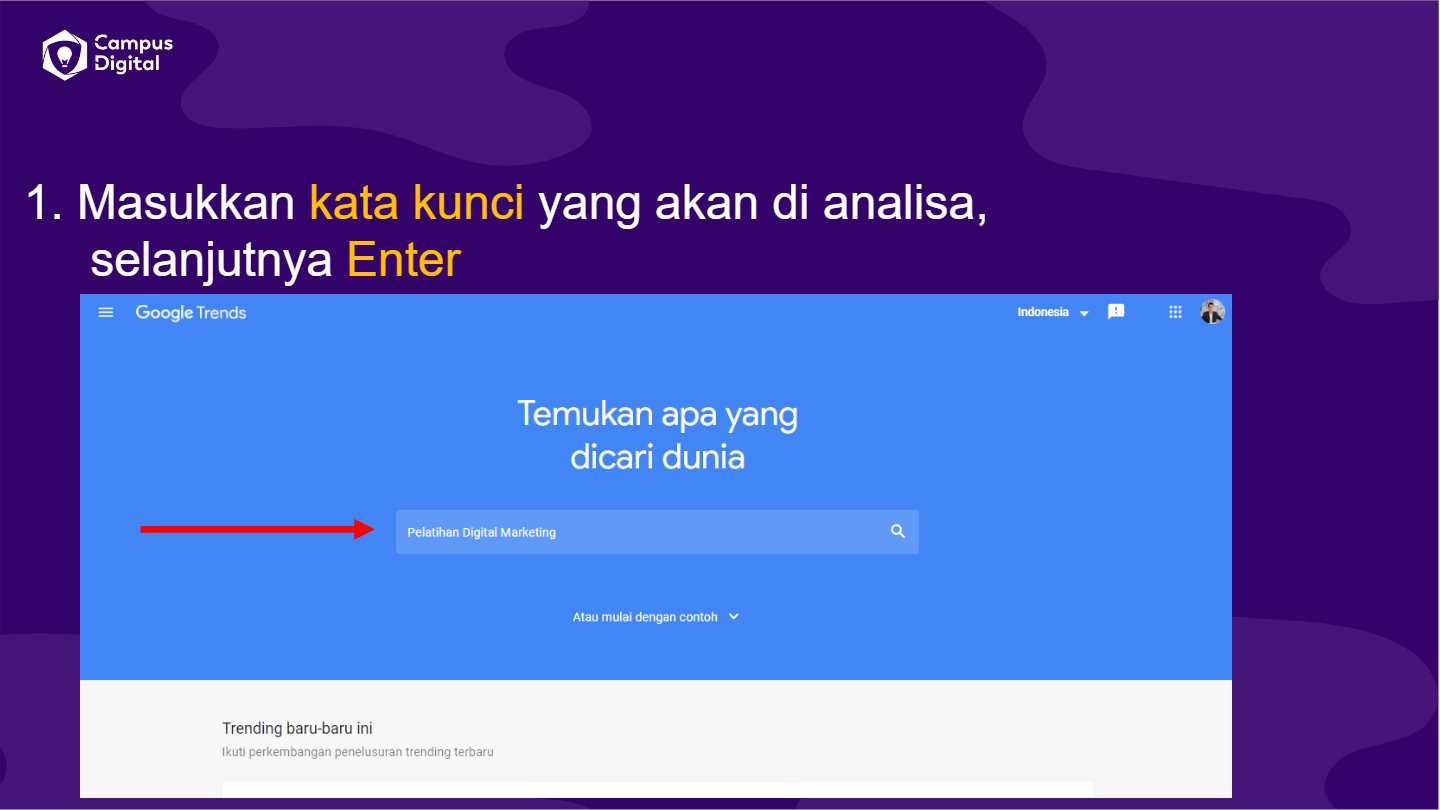 Campus
Digital
1. Masukkan kata kunci yang akan di analisa,
selanjutnya Enter
Google Trends
Indonesia
Temukan apa yang
dicari dunia
Pelatihan Digital Marketing
Atau mulai dengan contoh
Trending baru-baru ini
Ikuti perkembangan penelusuran trending terbaru